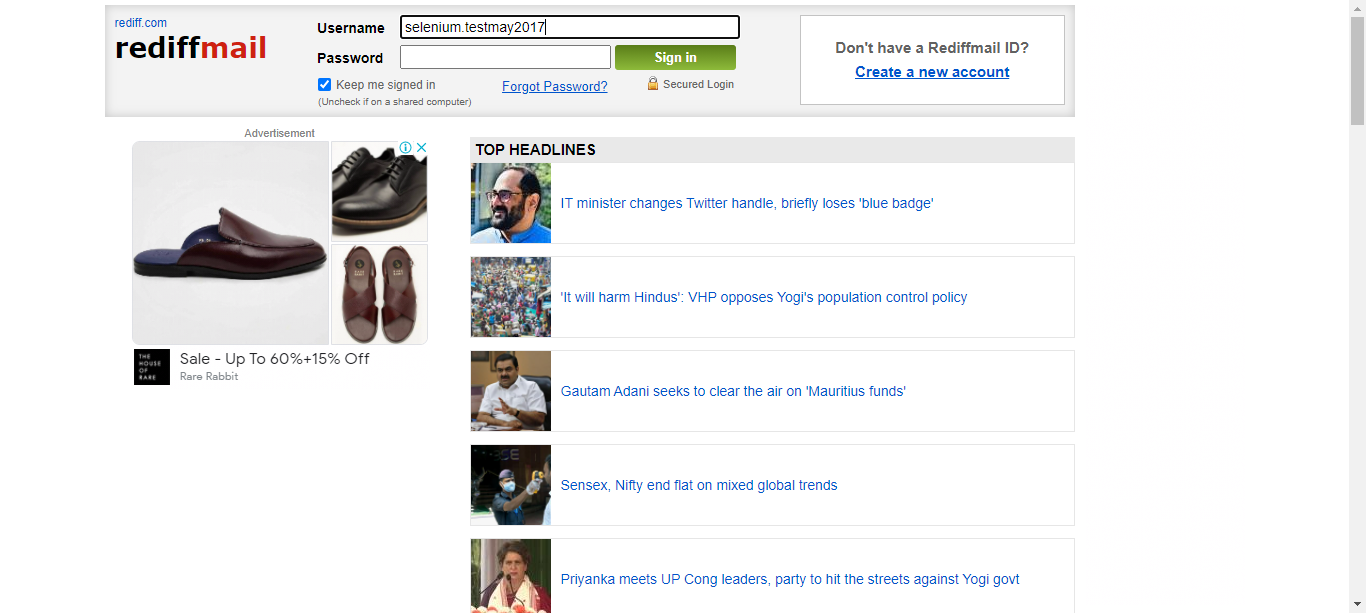 rediff.com
rediffmail
Username
selenium.testmay2017
Password
Sign in
Keep me signed in
(Uncheck if on a shared computer)
Forgot Password?
Secured Login
Don't have a Rediffmail ID?
Create a new account
Advertisement
THE
HOUSE
OF
RARE
Sale - Up To 60%+15% Off
Rare Rabbit
TOP HEADLINES
IT minister changes Twitter handle, briefly loses 'blue badge'
'It will harm Hindus': VHP opposes Yogi's population control policy
Gautam Adani seeks to clear the air on 'Mauritius funds'
Sensex, Nifty end flat on mixed global trends
Priyanka meets UP Cong leaders, party to hit the streets against Yogi govt